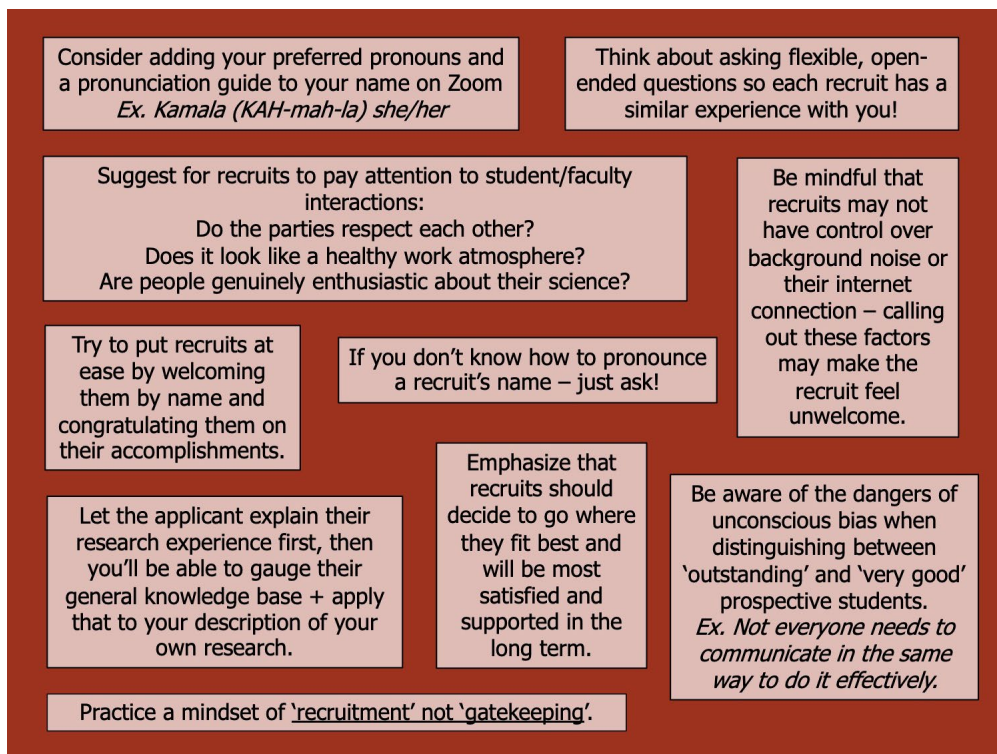 Consider adding your preferred pronouns and
a pronunciation guide to your name on Zoom
Ex. Kamala (KAH-mah-la) she/her
Think about asking flexible, open-
ended questions so each recruit has a
similar experience with you!
Suggest for recruits to pay attention to student/faculty
interactions:
Do the parties respect each other?
Does it look like a healthy work atmosphere?
Are people genuinely enthusiastic about their science?
Be mindful that
recruits may not
have control over
background noise or
their internet
connection – calling
out these factors
may make the
recruit feel
unwelcome.
Try to put recruits at
ease by welcoming
them by name and
congratulating them on
their accomplishments.
If you don’t know how to pronounce
a recruit’s name – just ask!
Let the applicant explain their
research experience first, then
you’ll be able to gauge their
general knowledge base + apply
that to your description of your
own research.
Emphasize that
recruits should
decide to go where
they fit best and
will be most
satisfied and
supported in the
long term.
Be aware of the dangers of
unconscious bias when
distinguishing between
‘outstanding’ and ‘very good’
prospective students.
Ex. Not everyone needs to
communicate in the same
way to do it effectively.
Practice a mindset of ‘recruitment’ not ‘gatekeeping’.